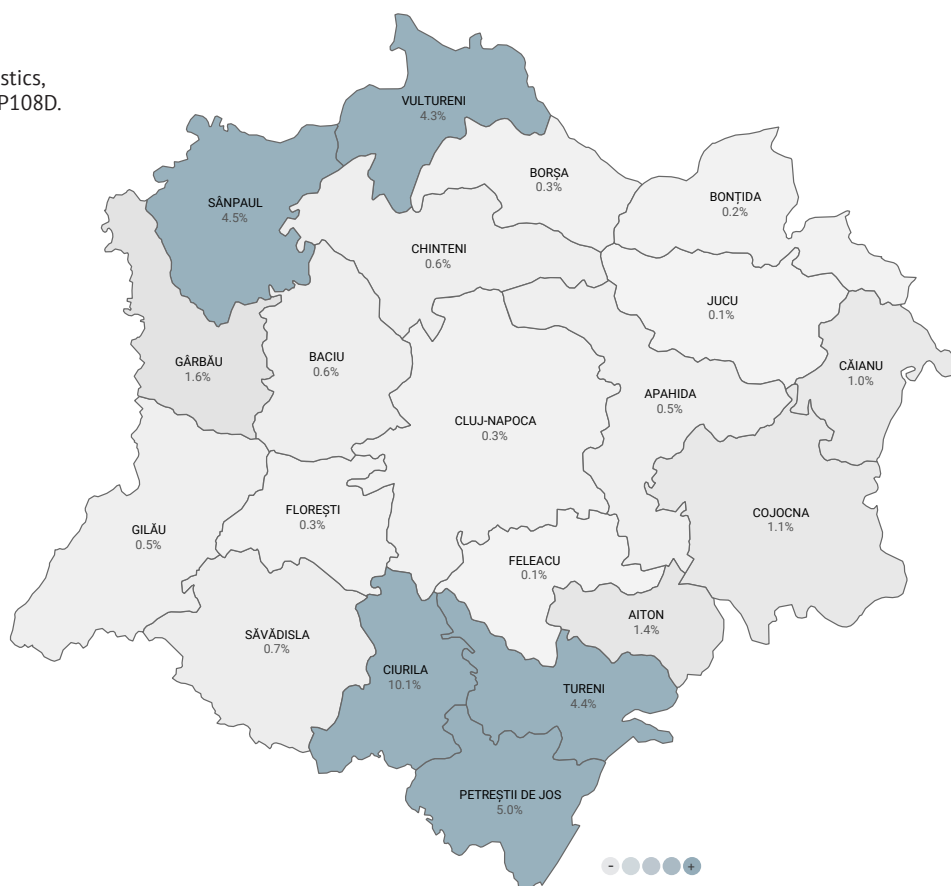 stics,
P108D.
VULTURENI
4.3%
BORȘA
0.3%
BONȚIDA
0.2%
SÂNPAUL
4.5%
CHINTENI
0.6%
JUCU
0.1%
GÂRBĂU
1.6%
BACIU
0.6%
CĂIANU
1.0%
APAHIDA
0.5%
CLUJ-NAPOCA
0.3%
FLOREȘTI
0.3%
COJOCNA
1.1%
GILĂU
0.5%
FELEACU
0.1%
AITON
1.4%
SĂVĂDISLA
0.7%
CIURILA
10.1%
TURENI
4.4%
PETREȘTII DE JOS
5.0%
- +